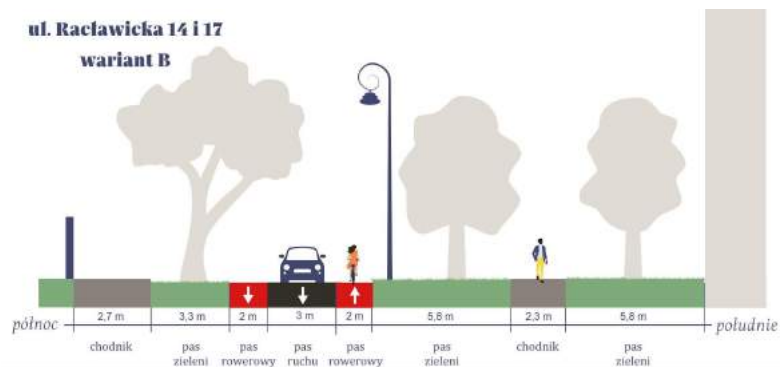 ul. Racławicka 14 i 17
wariant B
2,7 m 3,3 m 2 m 3 m 2 m 5,8 m 2,3 m 5,8 m
północ południe
chodnik pas pas pas pas pas chodnik pas
zieleni rowerowy ruchu rowerowy zieleni zieleni